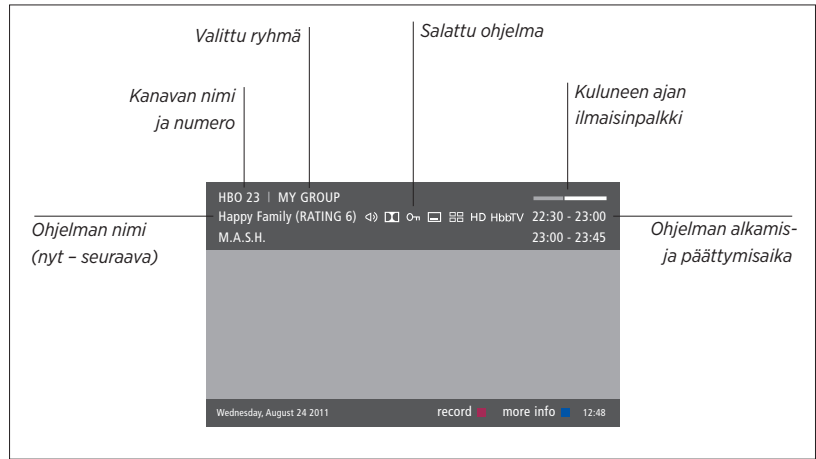 Valittu ryhmä
Salattu ohjelma
Kanavan nimi
ja numero
Kuluneen ajan
ilmaisinpalkki
HBO 23 | MY GROUP
Happy Family (RATING 6) HD HbbTV 22:30 - 23:00
M.A.S.H. 23:00 - 23:45
Ohjelman nimi
(nyt – seuraava)
Ohjelman alkamis-
ja päättymisaika
Wednesday, August 24 2011 record more info 12:48